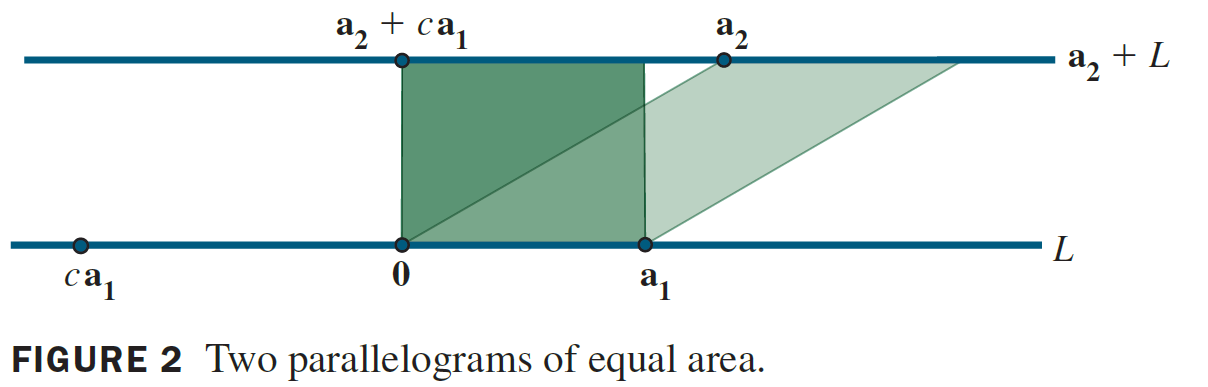 a₂ + ca₁
a₂
a₂ + L
L
ca₁
0
a₁
FIGURE 2 Two parallelograms of equal area.